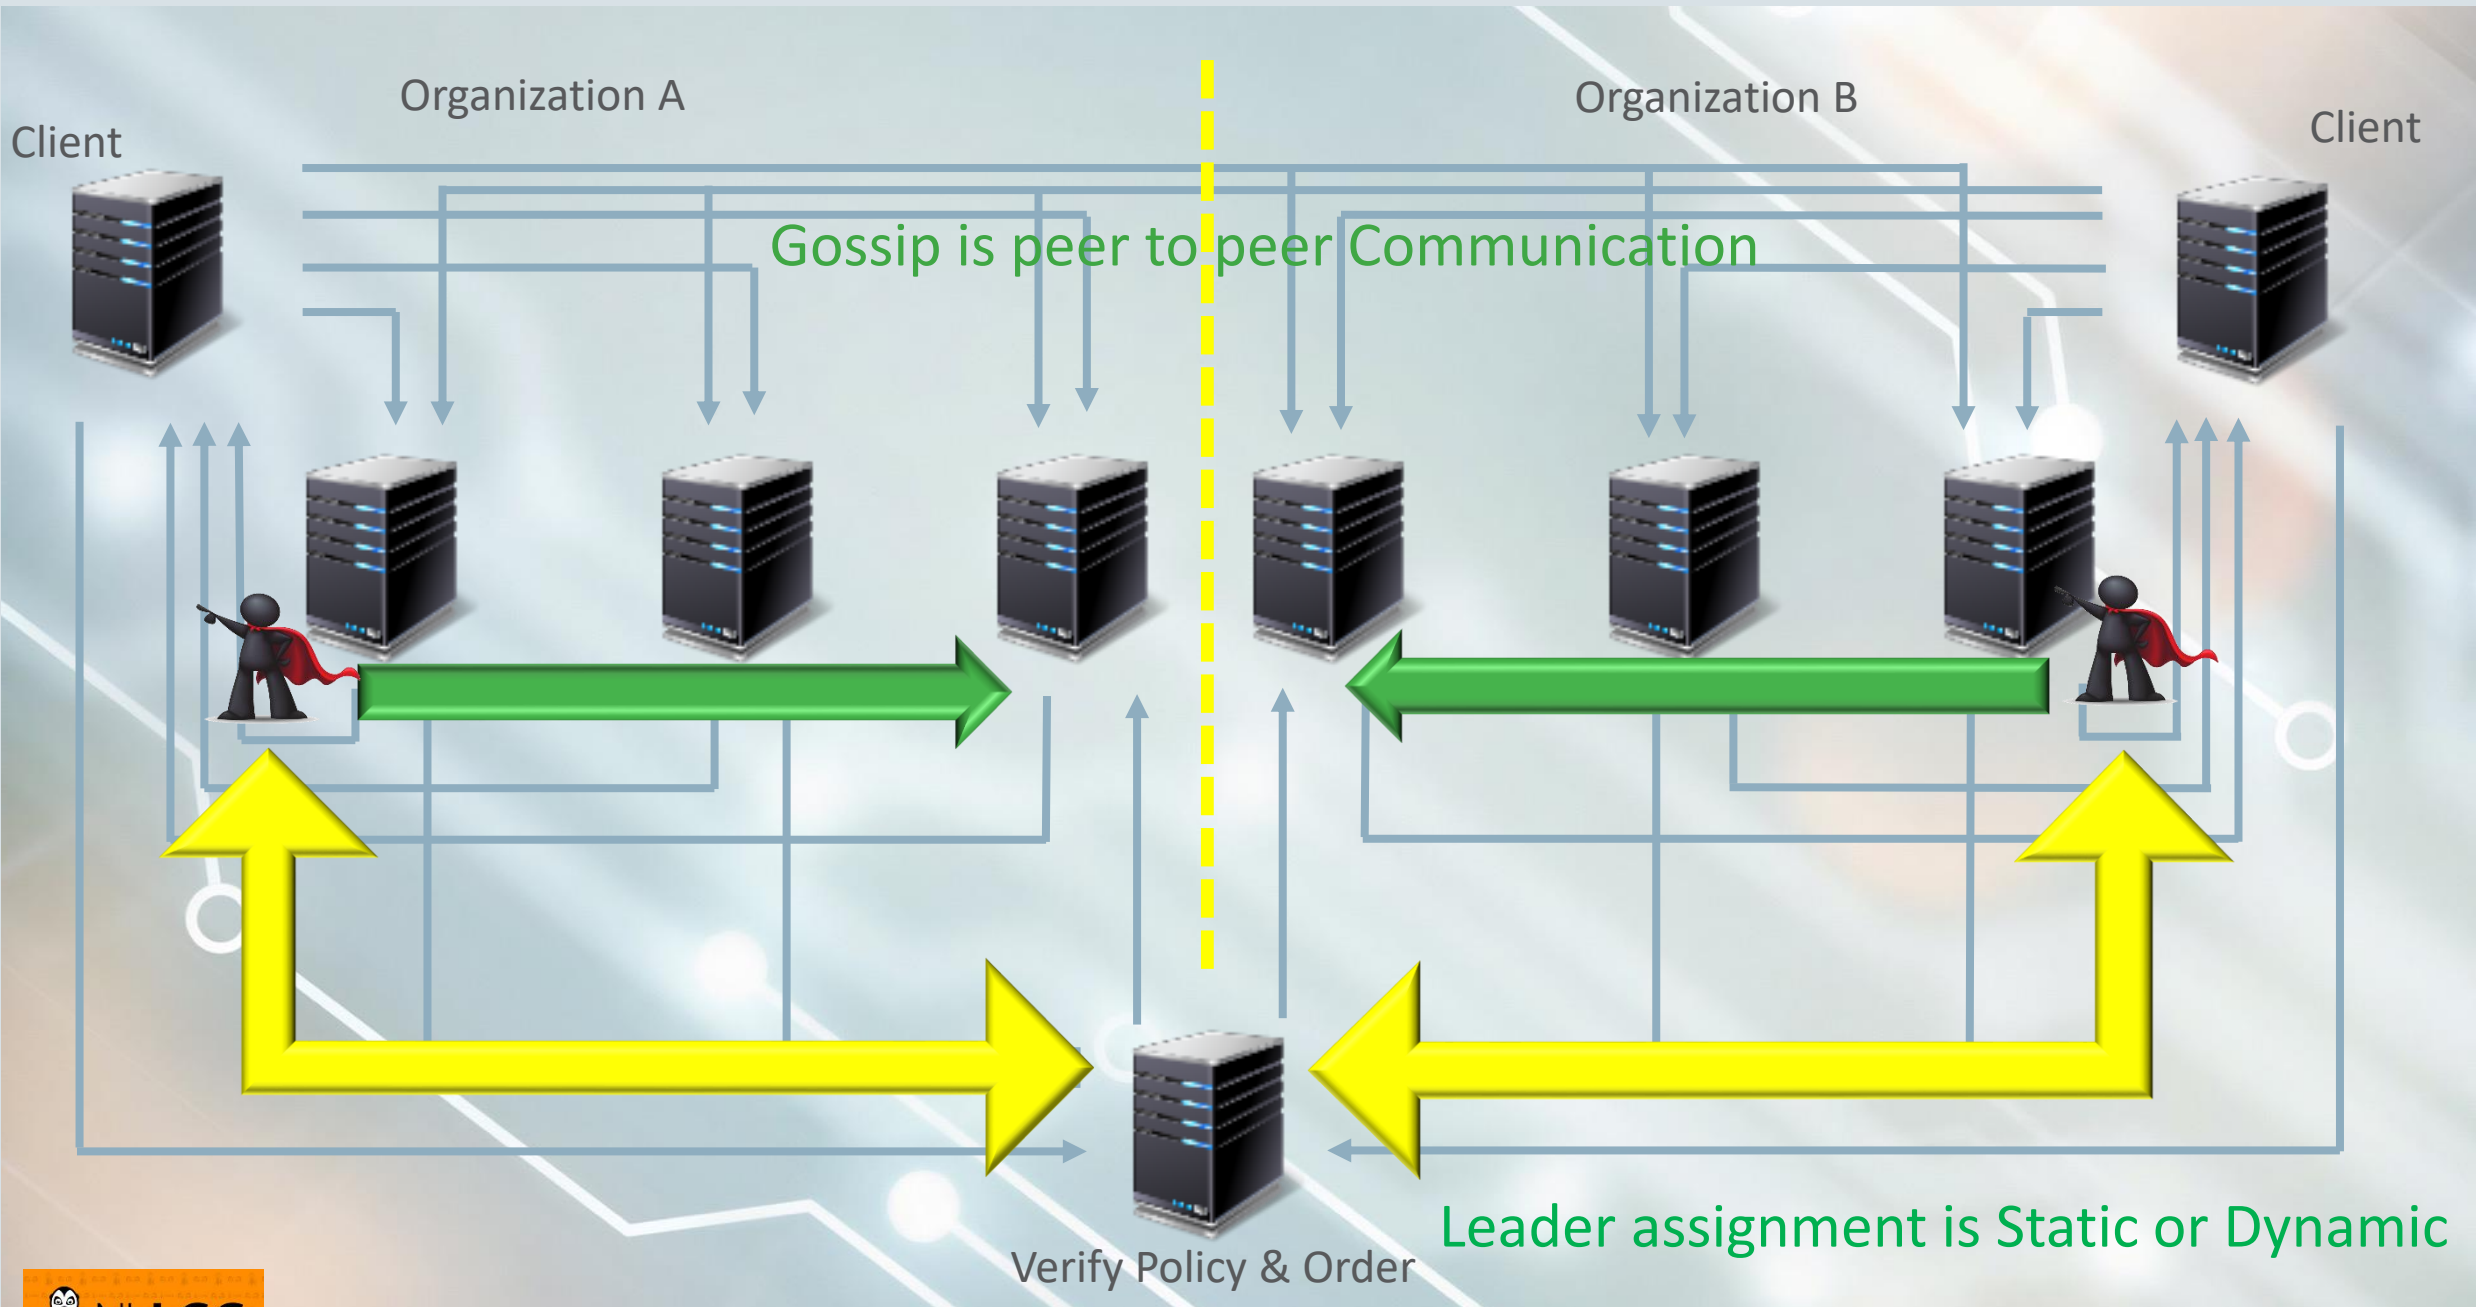 Organization A
Organization B
Client
Client
Gossip is peer to peer Communication
Leader assignment is Static or Dynamic
Verify Policy & Order